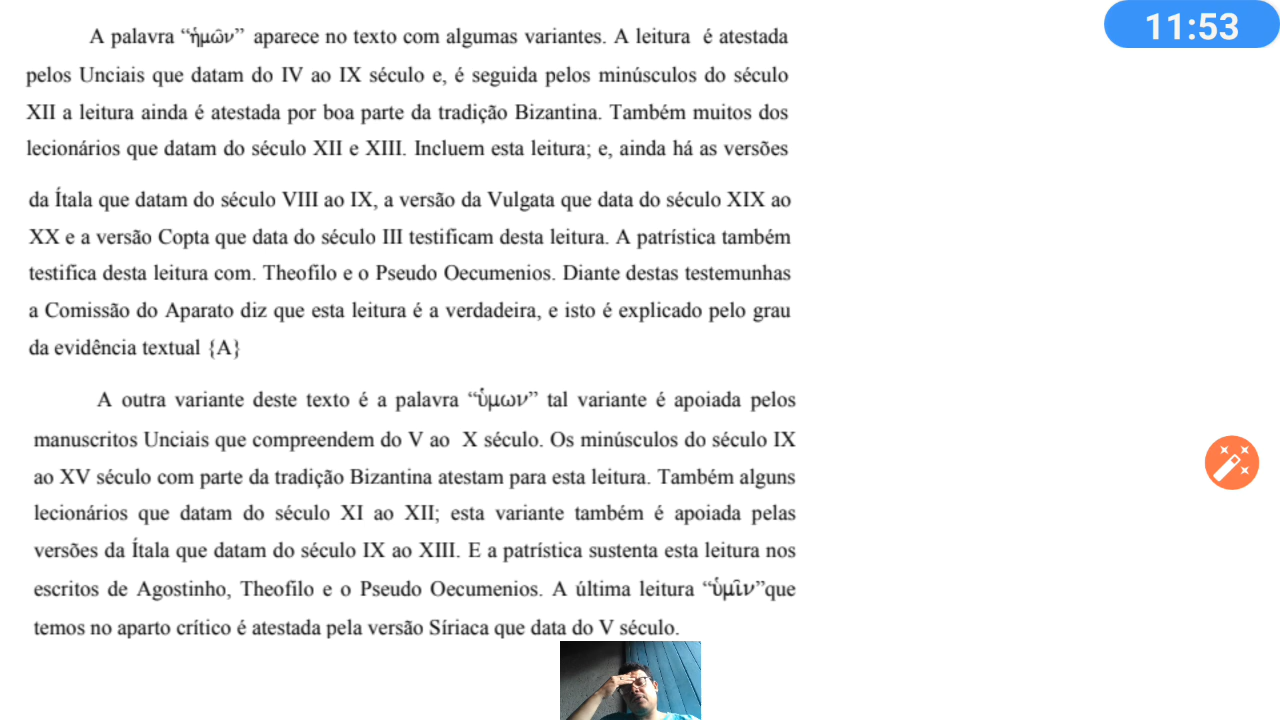 11:53
A palavra “ἡμῶν” aparece no texto com algumas variantes. A leitura é atestada
pelos Unciais que datam do IV ao IX século e, é seguida pelos minúsculos do século
XII a leitura ainda é atestada por boa parte da tradição Bizantina. Também muitos dos
lecionários que datam do século XII e XIII. Incluem esta leitura; e, ainda há as versões
da Ítala que datam do século VIII ao IX, a versão da Vulgata que data do século XIX ao
XX e a versão Copta que data do século III testificam desta leitura. A patrística também
testifica desta leitura com. Theofilo e o Pseudo Oecumenios. Diante destas testemunhas
a Comissão do Aparato diz que esta leitura é a verdadeira, e isto é explicado pelo grau
da evidência textual {A}
A outra variante deste texto é a palavra “ὑμων” tal variante é apoiada pelos
manuscritos Unciais que compreendem do V ao X século. Os minúsculos do século IX
ao XV século com parte da tradição Bizantina atestam para esta leitura. Também alguns
lecionários que datam do século XI ao XII; esta variante também é apoiada pelas
versões da Ítala que datam do século IX ao XIII. E a patrística sustenta esta leitura nos
escritos de Agostinho, Theofilo e o Pseudo Oecumenios. A última leitura “ὑμῖν”que
temos no aparto crítico é atestada pela versão Síriaca que data do V século.